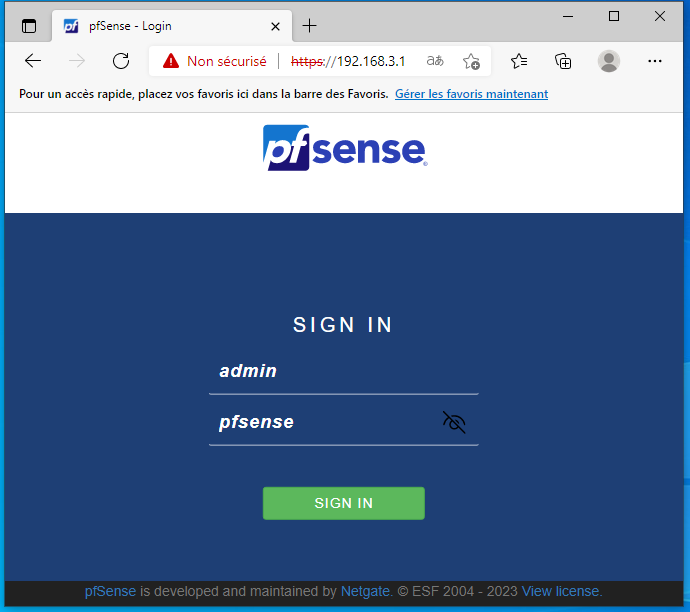 pfSense - Login
Non sécurisé | https://192.168.3.1
Pour un accès rapide, placez vos favoris ici dans la barre des Favoris. Gérer les favoris maintenant
pfsense
SIGN IN
admin
pfsense
SIGN IN
pfSense is developed and maintained by Netgate. © ESF 2004 - 2023 View license.